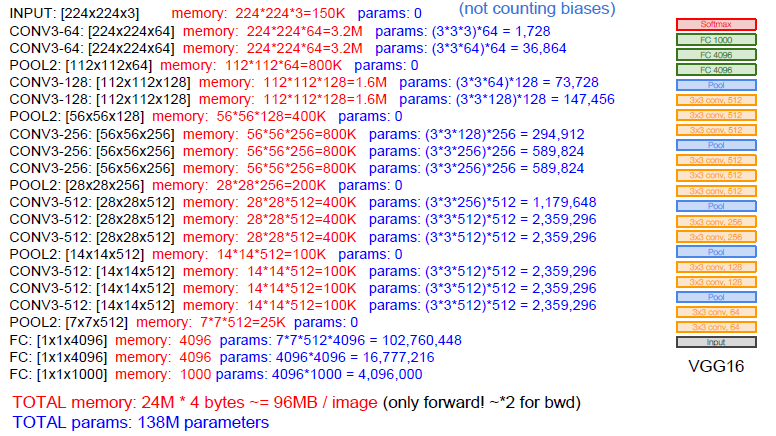 (not counting biases)
INPUT: [224x224x3] memory: 224*224*3=150K params: 0
CONV3-64: [224x224x64] memory: 224*224*64=3.2M params: (3*3*3)*64 = 1,728
CONV3-64: [224x224x64] memory: 224*224*64=3.2M params: (3*3*64)*64 = 36,864
POOL2: [112x112x64] memory: 112*112*64=800K params: 0
CONV3-128: [112x112x128] memory: 112*112*128=1.6M params: (3*3*64)*128 = 73,728
CONV3-128: [112x112x128] memory: 112*112*128=1.6M params: (3*3*128)*128 = 147,456
POOL2: [56x56x128] memory: 56*56*128=400K params: 0
CONV3-256: [56x56x256] memory: 56*56*256=800K params: (3*3*128)*256 = 294,912
CONV3-256: [56x56x256] memory: 56*56*256=800K params: (3*3*256)*256 = 589,824
CONV3-256: [56x56x256] memory: 56*56*256=800K params: (3*3*256)*256 = 589,824
POOL2: [28x28x256] memory: 28*28*256=200K params: 0
CONV3-512: [28x28x512] memory: 28*28*512=400K params: (3*3*256)*512 = 1,179,648
CONV3-512: [28x28x512] memory: 28*28*512=400K params: (3*3*512)*512 = 2,359,296
CONV3-512: [28x28x512] memory: 28*28*512=400K params: (3*3*512)*512 = 2,359,296
POOL2: [14x14x512] memory: 14*14*512=100K params: 0
CONV3-512: [14x14x512] memory: 14*14*512=100K params: (3*3*512)*512 = 2,359,296
CONV3-512: [14x14x512] memory: 14*14*512=100K params: (3*3*512)*512 = 2,359,296
CONV3-512: [14x14x512] memory: 14*14*512=100K params: (3*3*512)*512 = 2,359,296
POOL2: [7x7x512] memory: 7*7*512=25K params: 0
FC: [1x1x4096] memory: 4096 params: 7*7*512*4096 = 102,760,448
FC: [1x1x4096] memory: 4096 params: 4096*4096 = 16,777,216
FC: [1x1x1000] memory: 1000 params: 4096*1000 = 4,096,000
TOTAL memory: 24M * 4 bytes ~= 96MB / image (only forward! ~*2 for bwd)
TOTAL params: 138M parameters
Softmax
FC 1000
FC 4096
FC 4096
Pool
3x3 conv, 512
3x3 conv, 512
3x3 conv, 512
Pool
3x3 conv, 512
3x3 conv, 512
3x3 conv, 512
Pool
3x3 conv, 256
3x3 conv, 256
Pool
3x3 conv, 128
3x3 conv, 128
Pool
3x3 conv, 64
3x3 conv, 64
Input
VGG16